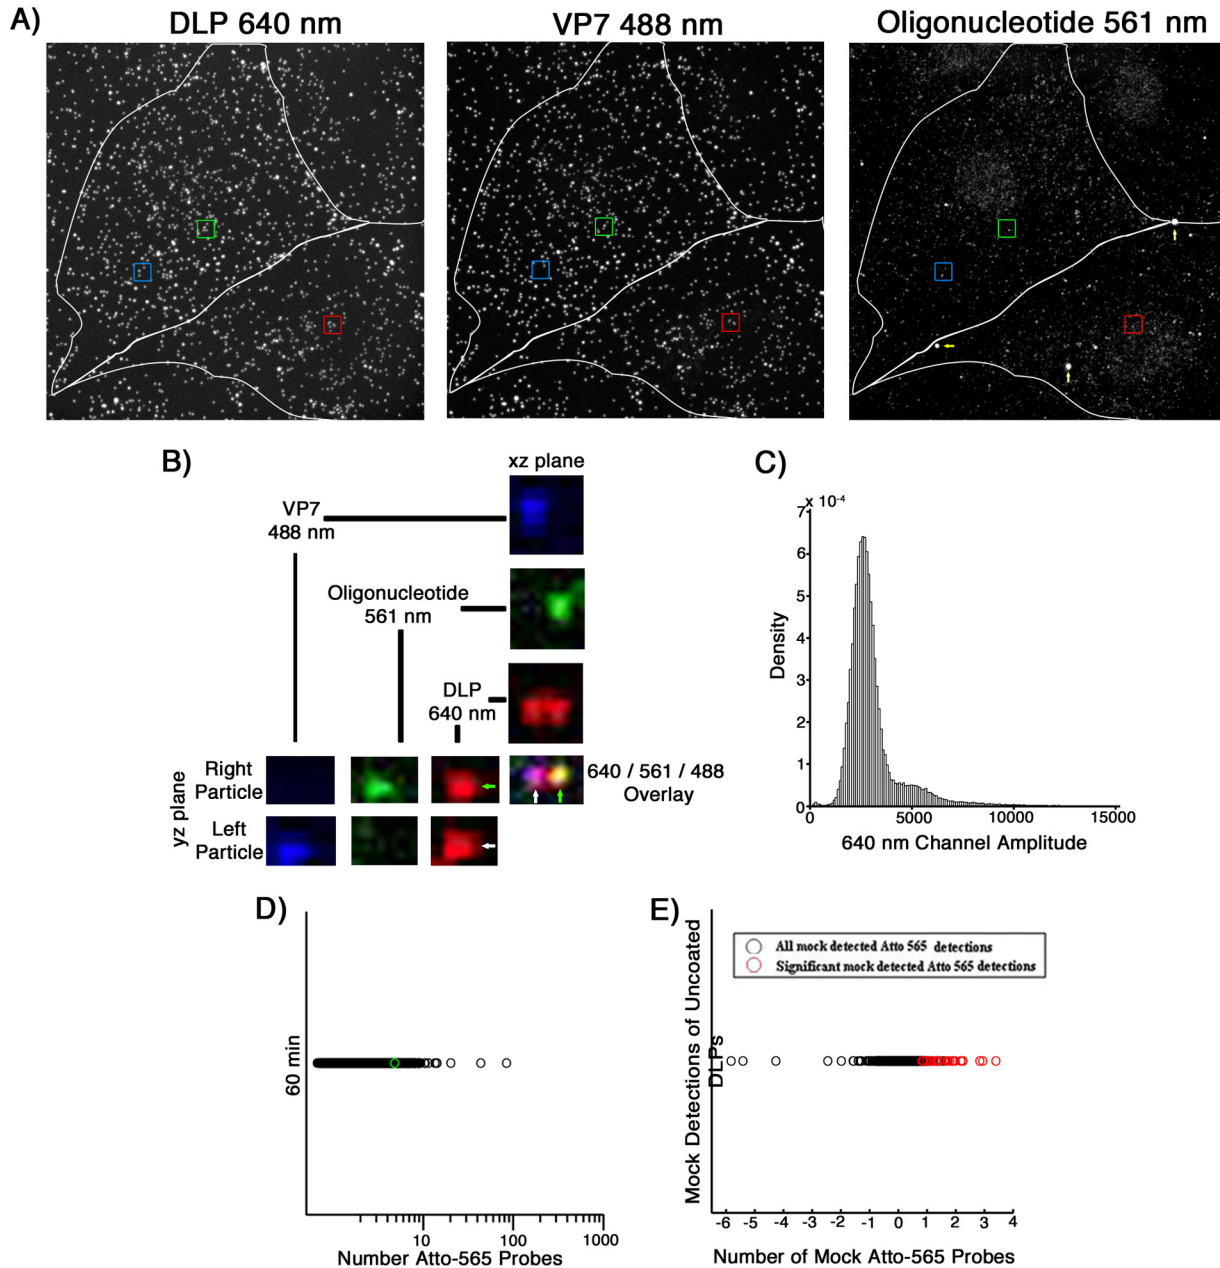 A)
DLP 640 nm
VP7 488 nm
Oligonucleotide 561 nm
B)
xz plane
VP7
488 nm
Oligonucleotide
561 nm
DLP
640 nm
640 / 561 / 488
Overlay
yz plane
Right
Particle
Left
Particle
C)
x 10⁻⁴
7
6
5
4
3
2
1
0
Density
0
5000
10000
15000
640 nm Channel Amplitude
D)
60 min
10
100
1000
Number Atto-565 Probes
E)
Mock Detections of Uncoated
DLPs
All mock detected Atto 565 detections
Significant mock detected Atto 565 detections
-6 -5 -4 -3 -2 -1 0 1 2 3 4
Number of Mock Atto-565 Probes